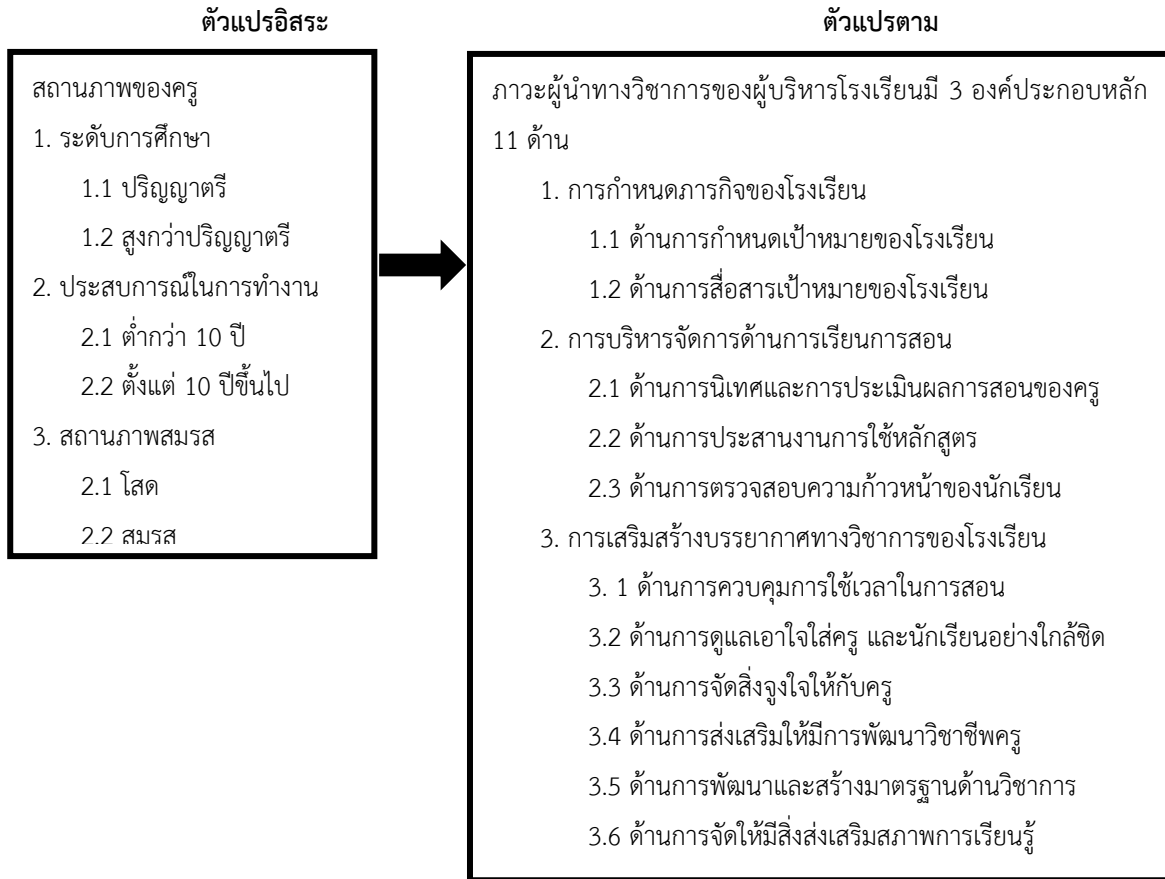 ตัวแปรอิสระ
สถานภาพของครู
1. ระดับการศึกษา
1.1 ปริญญาตรี
1.2 สูงกว่าปริญญาตรี
2. ประสบการณ์ในการทำงาน
2.1 ต่ำกว่า 10 ปี
2.2 ตั้งแต่ 10 ปีขึ้นไป
3. สถานภาพสมรส
2.1 โสด
2.2 สมรส
ตัวแปรตาม
ภาวะผู้นำทางวิชาการของผู้บริหารโรงเรียนมี 3 องค์ประกอบหลัก
11 ด้าน
1. การกำหนดภารกิจของโรงเรียน
1.1 ด้านการกำหนดเป้าหมายของโรงเรียน
1.2 ด้านการสื่อสารเป้าหมายของโรงเรียน
2. การบริหารจัดการด้านการเรียนการสอน
2.1 ด้านการนิเทศและการประเมินผลการสอนของครู
2.2 ด้านการประสานงานการใช้หลักสูตร
2.3 ด้านการตรวจสอบความก้าวหน้าของนักเรียน
3. การเสริมสร้างบรรยากาศทางวิชาการของโรงเรียน
3. 1 ด้านการควบคุมการใช้เวลาในการสอน
3.2 ด้านการดูแลเอาใจใส่ครู และนักเรียนอย่างใกล้ชิด
3.3 ด้านการจัดสิ่งจูงใจให้กับครู
3.4 ด้านการส่งเสริมให้มีการพัฒนาวิชาชีพครู
3.5 ด้านการพัฒนาและสร้างมาตรฐานด้านวิชาการ
3.6 ด้านการจัดให้มีสิ่งส่งเสริมสภาพการเรียนรู้